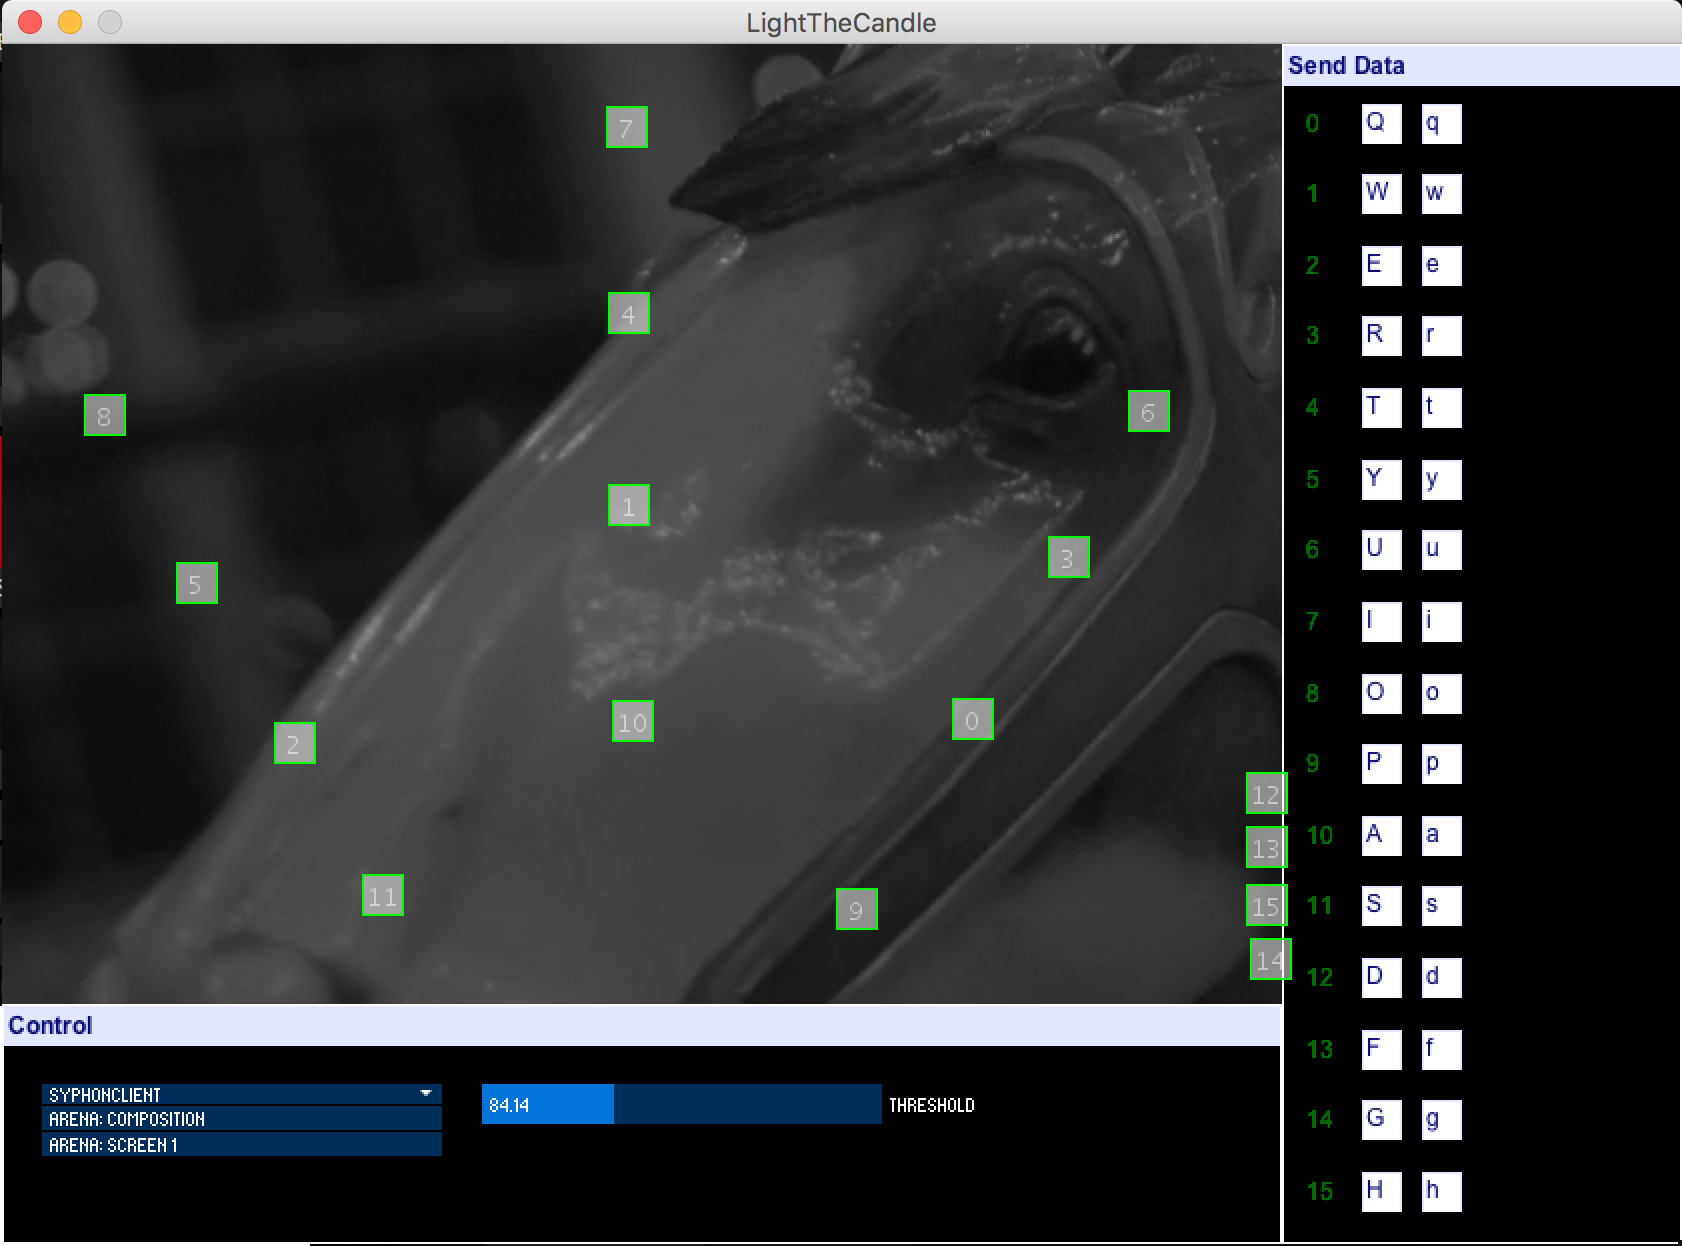 LightTheCandle
7
4
8
6
1
3
5
10
0
2
12
13
11
15
9
14
Send Data
0 Q q
1 W w
2 E e
3 R r
4 T t
5 Y y
6 U u
7 I i
8 O o
9 P p
10 A a
11 S s
12 D d
13 F f
14 G g
15 H h
Control
SYPHONCLIENT
ARENA: COMPOSITION
ARENA: SCREEN 1
84.14 THRESHOLD